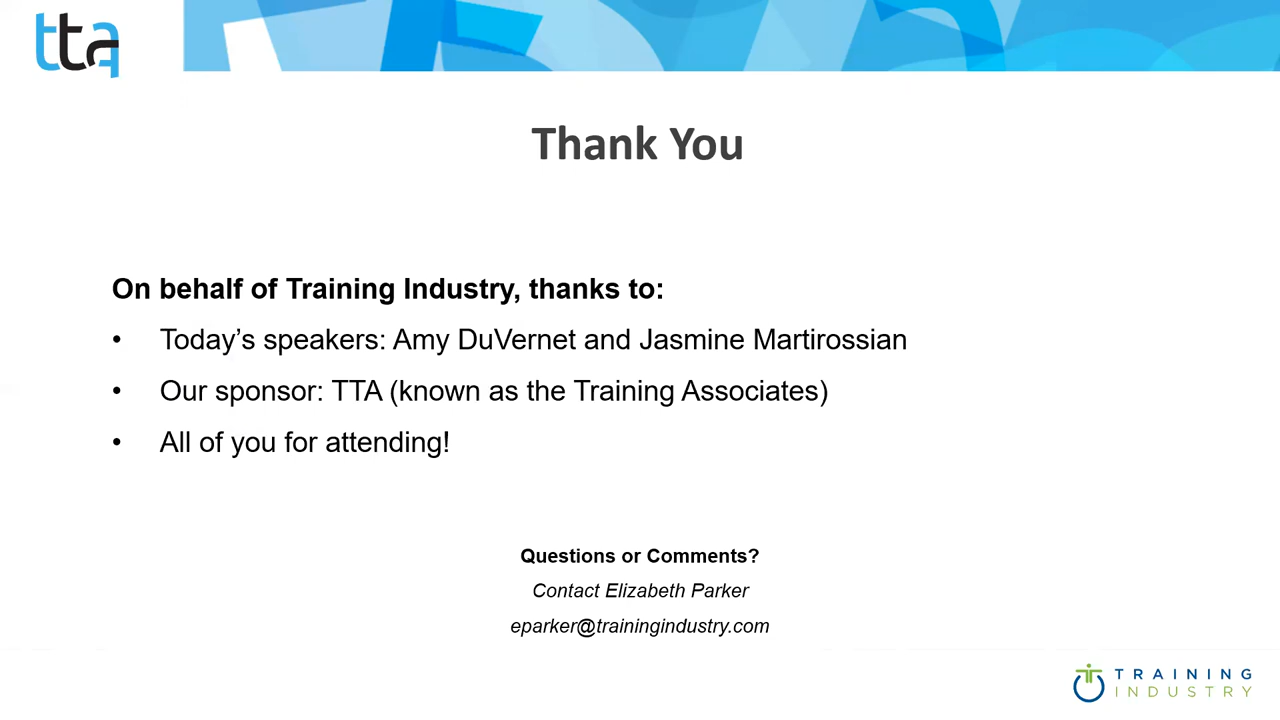 tta
Thank You
On behalf of Training Industry, thanks to:
• Today’s speakers: Amy DuVernet and Jasmine Martirossian
• Our sponsor: TTA (known as the Training Associates)
• All of you for attending!
Questions or Comments?
Contact Elizabeth Parker
eparker@trainingindustry.com
TRAINING
INDUSTRY